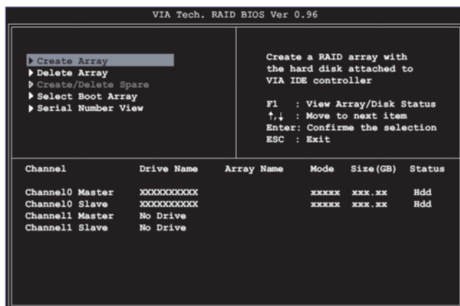 VIA Tech. RAID BIOS Ver 0.96
Create Array
Delete Array
Create/Delete Spare
Select Boot Array
Serial Number View
Create a RAID array with
the hard disk attached to
VIA IDE controller
F1 : View Array/Disk Status
↑,↓ : Move to next item
Enter: Confirme the selection
ESC : Exit
Channel Drive Name Array Name Mode Size(GB) Status
Channel0 Master XXXXXXXXXX xxxxx xxx.xx Hdd
Channel0 Slave XXXXXXXXXX xxxxx xxx.xx Hdd
Channel1 Master No Drive
Channel1 Slave No Drive